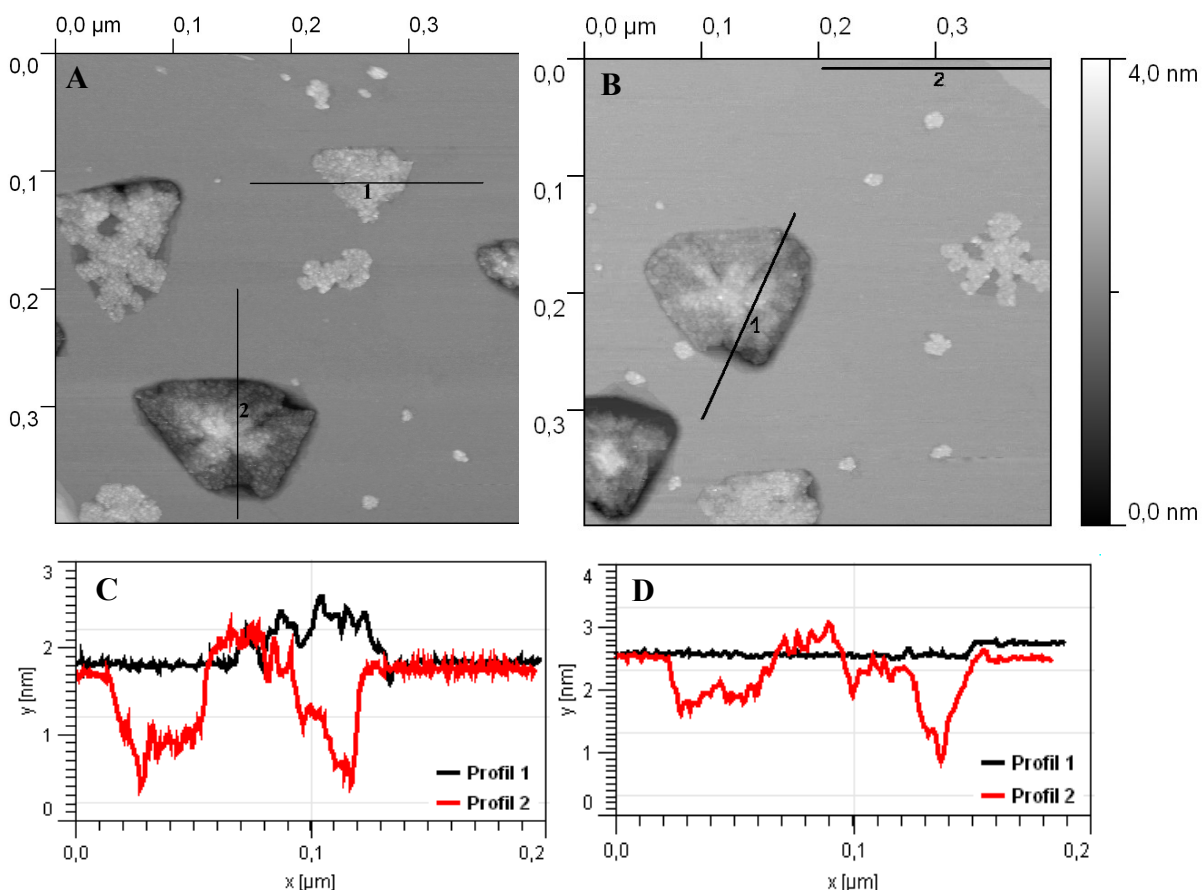 0,0 µm 0,1 0,2 0,3
0,0
0,1
0,2
0,3
A
1
2
0,0 µm 0,1 0,2 0,3
0,0
0,1
0,2
0,3
B
2
1
4,0 nm
0,0 nm
C
y [nm]
3
2
1
0
Profil 1
Profil 2
0,0 0,1 0,2
x [µm]
D
y [nm]
4
3
2
1
0
Profil 1
Profil 2
0,0 0,1 0,2
x [µm]